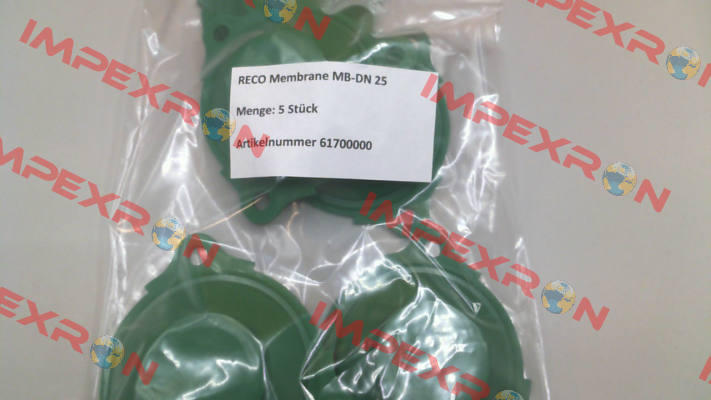 RECO Membrane MB-DN 25
Menge: 5 Stück
Artikelnummer 61700000
IMPEXRON
IMPEXRON
IMPEXRON
IMPEXRON
IMPEXRON
IMPEXRON
IMPEXRON